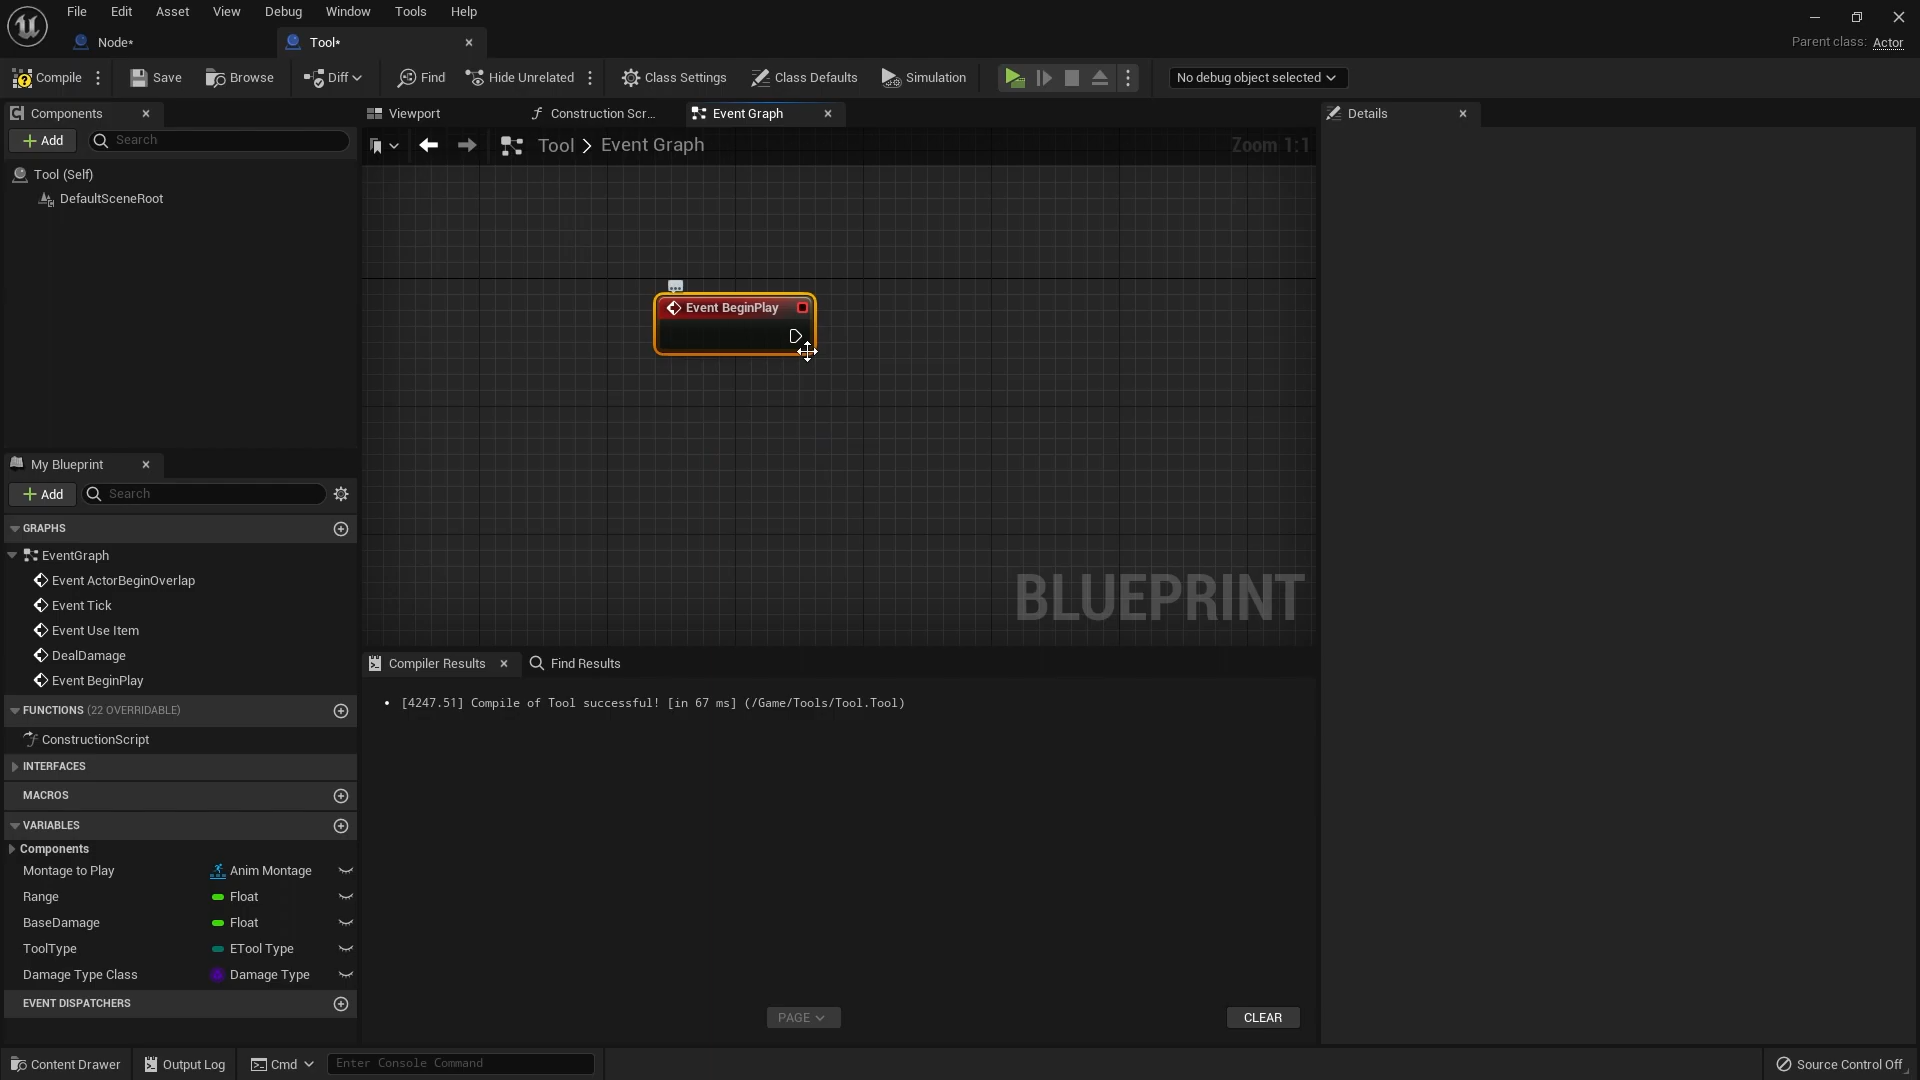 File Edit Asset View Debug Window Tools Help
Node* Tool*
Parent class: Actor
Compile Save Browse Diff Find Hide Unrelated Class Settings Class Defaults Simulation No debug object selected
Components
Add Search
Tool (Self)
DefaultSceneRoot
Viewport Construction Scr... Event Graph
Tool > Event Graph
Zoom 1:1
Event BeginPlay
BLUEPRINT
Details
My Blueprint
Add Search
GRAPHS
EventGraph
Event ActorBeginOverlap
Event Tick
Event Use Item
DealDamage
Event BeginPlay
FUNCTIONS (22 OVERRIDABLE)
ConstructionScript
INTERFACES
MACROS
VARIABLES
Components
Montage to Play Anim Montage
Range Float
BaseDamage Float
ToolType ETool Type
Damage Type Class Damage Type
EVENT DISPATCHERS
Compiler Results Find Results
• [4247.51] Compile of Tool successful! [in 67 ms] (/Game/Tools/Tool.Tool)
PAGE CLEAR
Content Drawer Output Log Cmd Enter Console Command Source Control Off